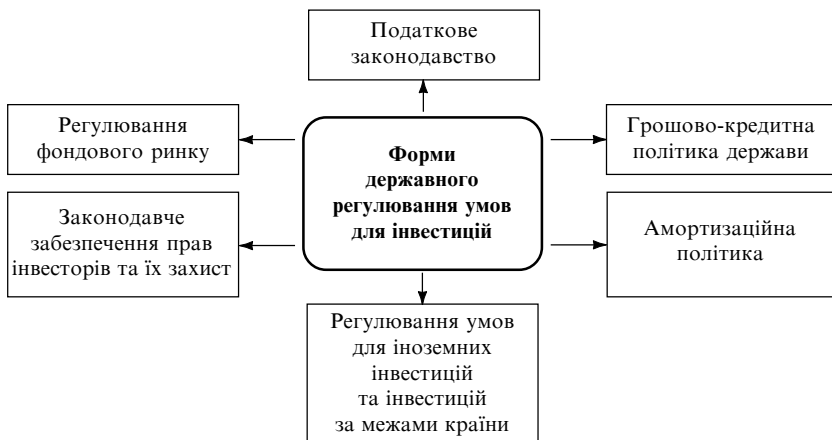 Податкове
законодавство
Регулювання
фондового ринку
Форми
державного
регулювання умов
для інвестицій
Грошово-кредитна
політика держави
Законодавче
забезпечення прав
інвесторів та їх захист
Амортизаційна
політика
Регулювання умов
для іноземних
інвестицій
та інвестицій
за межами країни